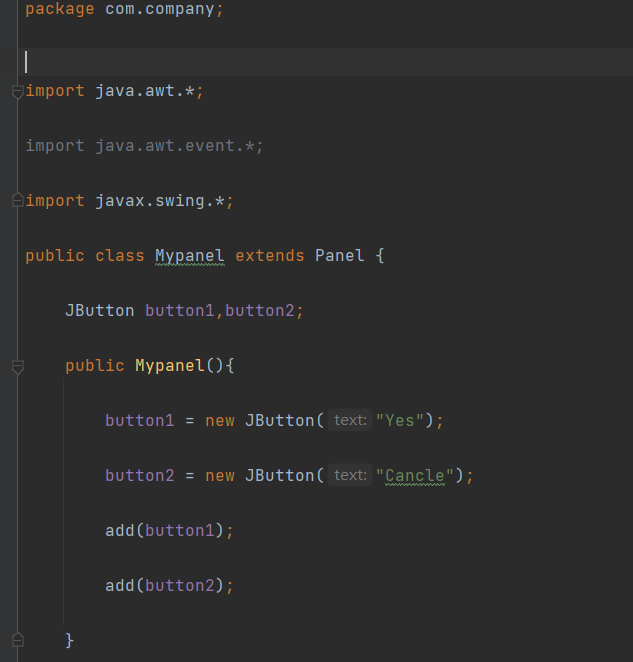 package com.company;
import java.awt.*;
import java.awt.event.*;
import javax.swing.*;
public class Mypanel extends Panel {
JButton button1,button2;
public Mypanel(){
button1 = new JButton( text: "Yes");
button2 = new JButton( text: "Cancle");
add(button1);
add(button2);
}